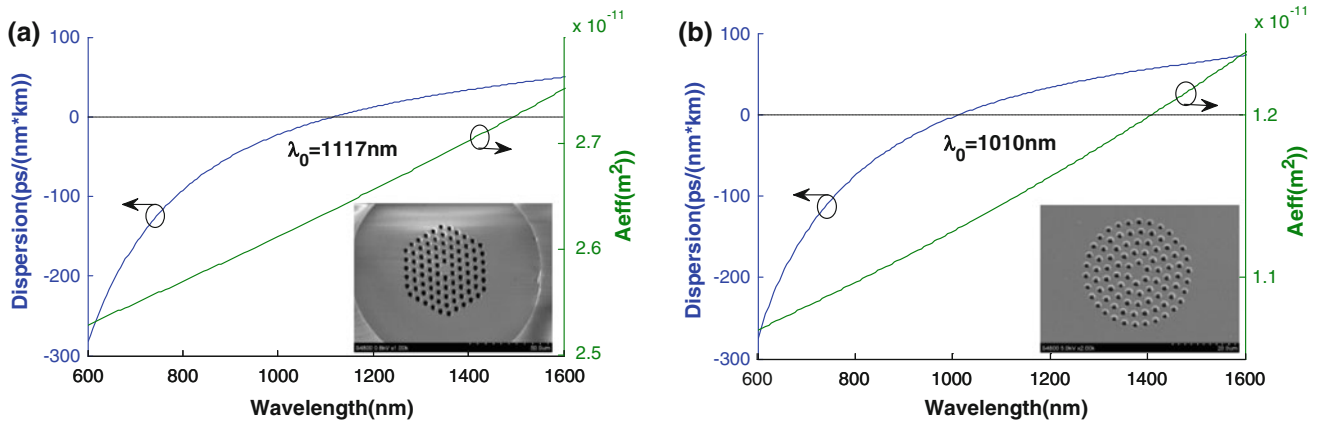 (a)
x 10⁻¹¹
100
0
-100
-200
-300
Dispersion(ps/(nm*km))
λ₀=1117nm
2.7
2.6
2.5
Aeff(m²))
600 800 1000 1200 1400 1600
Wavelength(nm)
(b)
x 10⁻¹¹
100
0
-100
-200
-300
Dispersion(ps/(nm*km))
λ₀=1010nm
1.20
1.10
Aeff(m²))
600 800 1000 1200 1400 1600
Wavelength(nm)